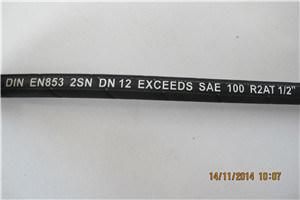 DIN EN853 2SN DN 12 EXCEEDS SAE 100 R2AT 1/2"
14/11/2014 10:07